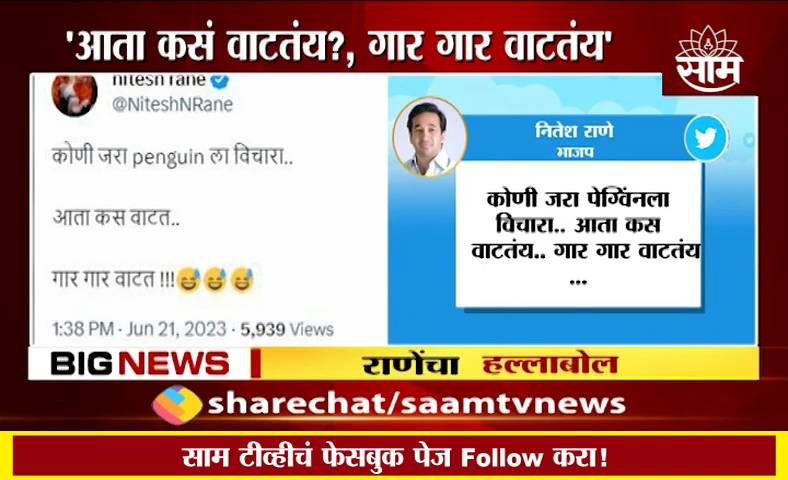 'आता कसं वाटतंय?, गार गार वाटतंय'
साम
nitesh rane
@NiteshNRane
कोणी जरा penguin ला विचारा..
आता कस वाटत..
गार गार वाटत !!!😅😅😅
1:38 PM · Jun 21, 2023 · 5,939 Views
नितेश राणे
भाजप
कोणी जरा पेग्विंनला
विचारा.. आता कस
वाटतंय.. गार गार वाटतंय
...
BIG NEWS
राणेंचा हल्लाबोल
sharechat/saamtvnews
साम टीव्हीचं फेसबुक पेज Follow करा!